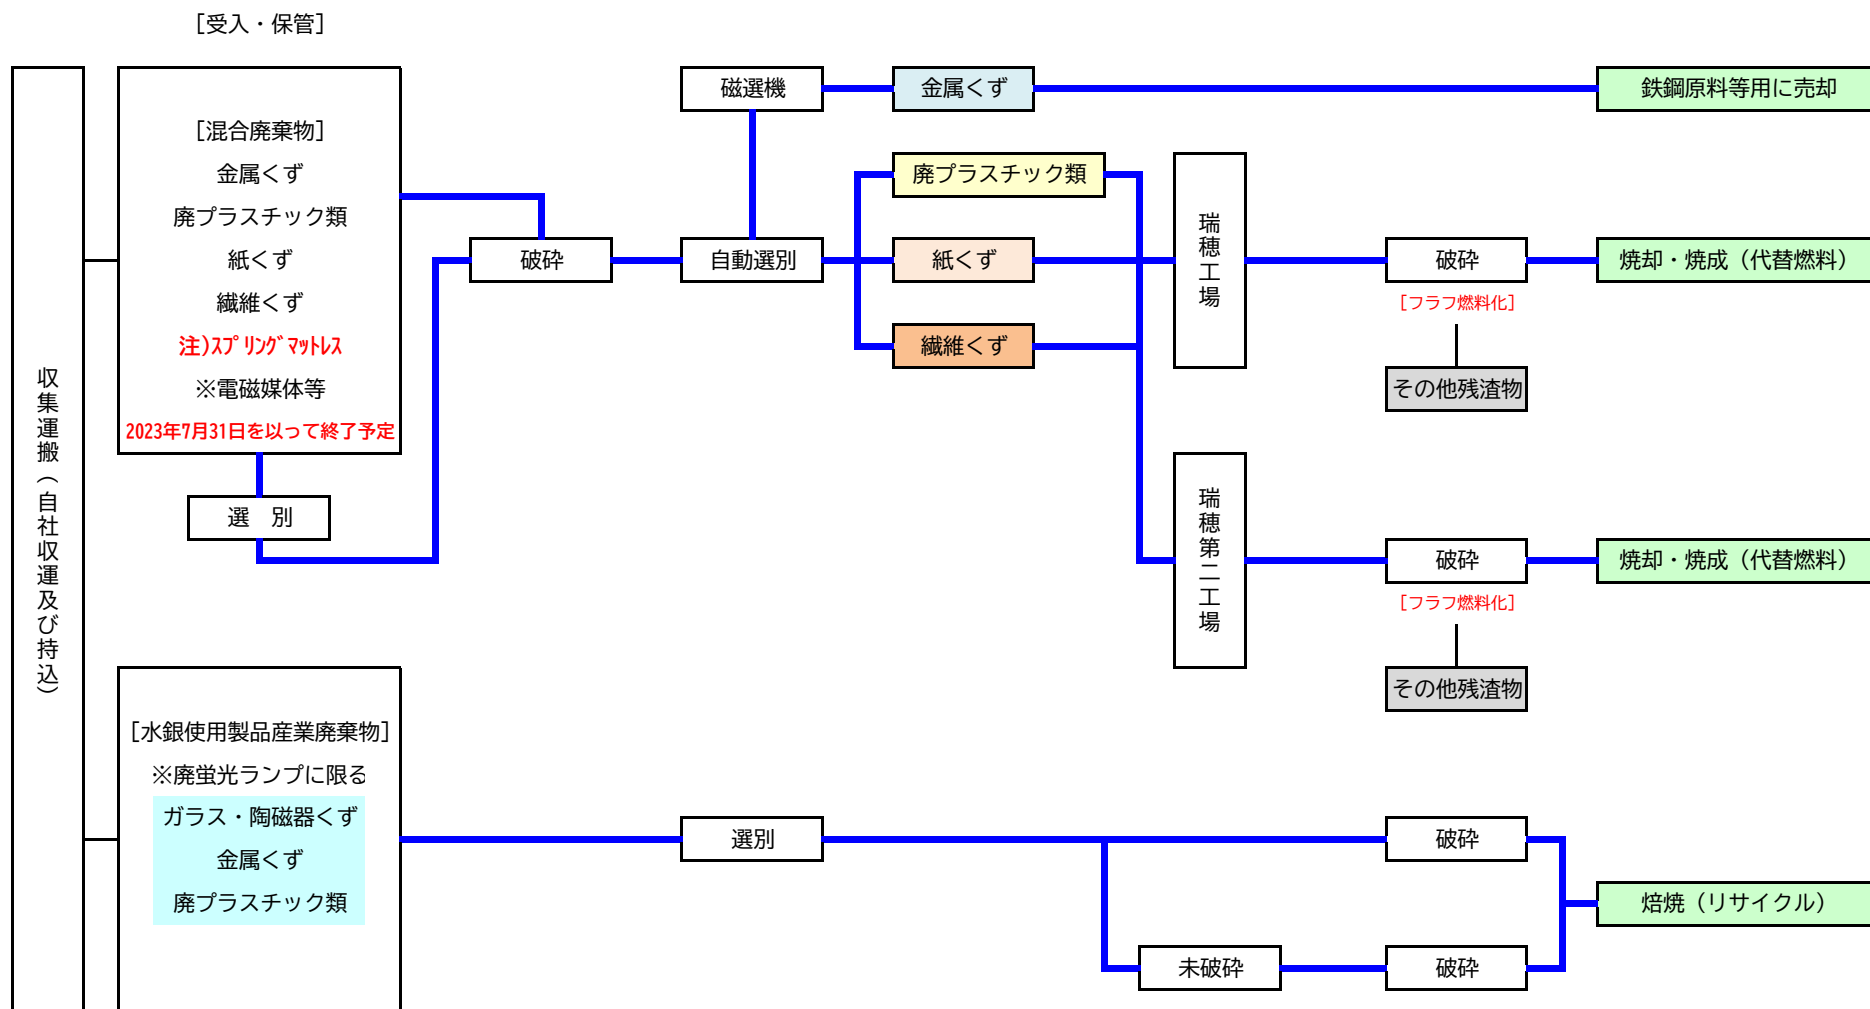 ［受入・保管］
収集運搬（自社収運及び持込）
［混合廃棄物］
金属くず
廃プラスチック類
紙くず
繊維くず
注)ｽﾌﾟﾘﾝｸﾞﾏｯﾄﾚｽ
※電磁媒体等
2023年7月31日を以って終了予定
選　別
破砕
磁選機
自動選別
金属くず
廃プラスチック類
紙くず
繊維くず
鉄鋼原料等用に売却
瑞穂工場
破砕
［フラフ燃料化］
その他残渣物
焼却・焼成（代替燃料）
瑞穂第二工場
破砕
［フラフ燃料化］
その他残渣物
焼却・焼成（代替燃料）
［水銀使用製品産業廃棄物］
※廃蛍光ランプに限る
ガラス・陶磁器くず
金属くず
廃プラスチック類
選別
破砕
未破砕
破砕
焙焼（リサイクル）